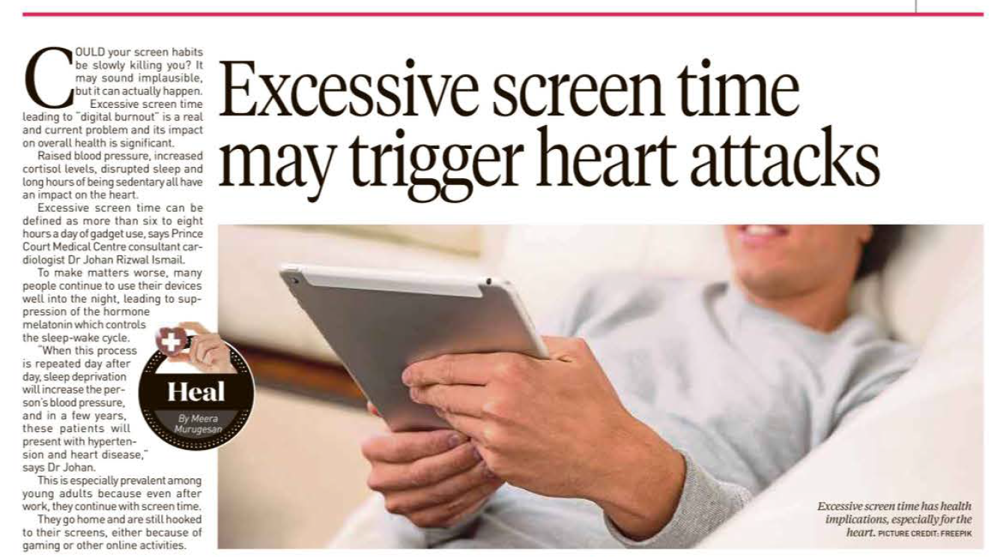 Excessive screen time
may trigger heart attacks
COULD your screen habits
be slowly killing you? It
may sound implausible,
but it can actually happen.
Excessive screen time
leading to "digital burnout" is a real
and current problem and its impact
on overall health is significant.
Raised blood pressure, increased
cortisol levels, disrupted sleep and
long hours of being sedentary all have
an impact on the heart.
Excessive screen time can be
defined as more than six to eight
hours a day of gadget use, says Prince
Court Medical Centre consultant car-
diologist Dr Johan Rizwal Ismail.
To make matters worse, many
people continue to use their devices
well into the night, leading to sup-
pression of the hormone
melatonin which controls
the sleep-wake cycle.
"When this process
is repeated day after
day, sleep deprivation
will increase the per-
son's blood pressure,
and in a few years,
these patients will
present with hyperten-
sion and heart disease,"
says Dr Johan.
This is especially prevalent among
young adults because even after
work, they continue with screen time.
They go home and are still hooked
to their screens, either because of
gaming or other online activities.
Heal
By Meera
Murugesan
Excessive screen time has health
implications, especially for the
heart. PICTURE CREDIT: FREEPIK